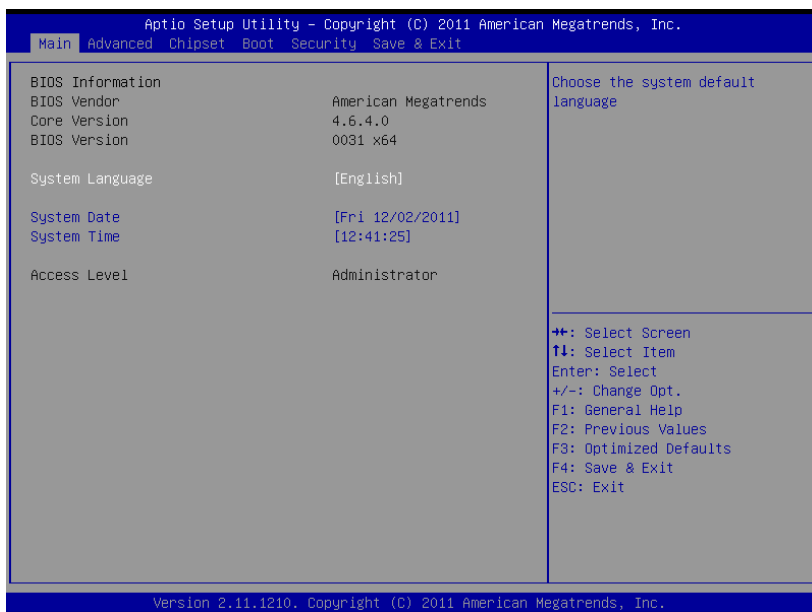 Aptio Setup Utility – Copyright (C) 2011 American Megatrends, Inc.
Main Advanced Chipset Boot Security Save & Exit
BIOS Information
BIOS Vendor American Megatrends
Core Version 4.6.4.0
BIOS Version 0031 x64
System Language [English]
System Date [Fri 12/02/2011]
System Time [12:41:25]
Access Level Administrator
Choose the system default
language
→←: Select Screen
↑↓: Select Item
Enter: Select
+/-: Change Opt.
F1: General Help
F2: Previous Values
F3: Optimized Defaults
F4: Save & Exit
ESC: Exit
Version 2.11.1210. Copyright (C) 2011 American Megatrends, Inc.